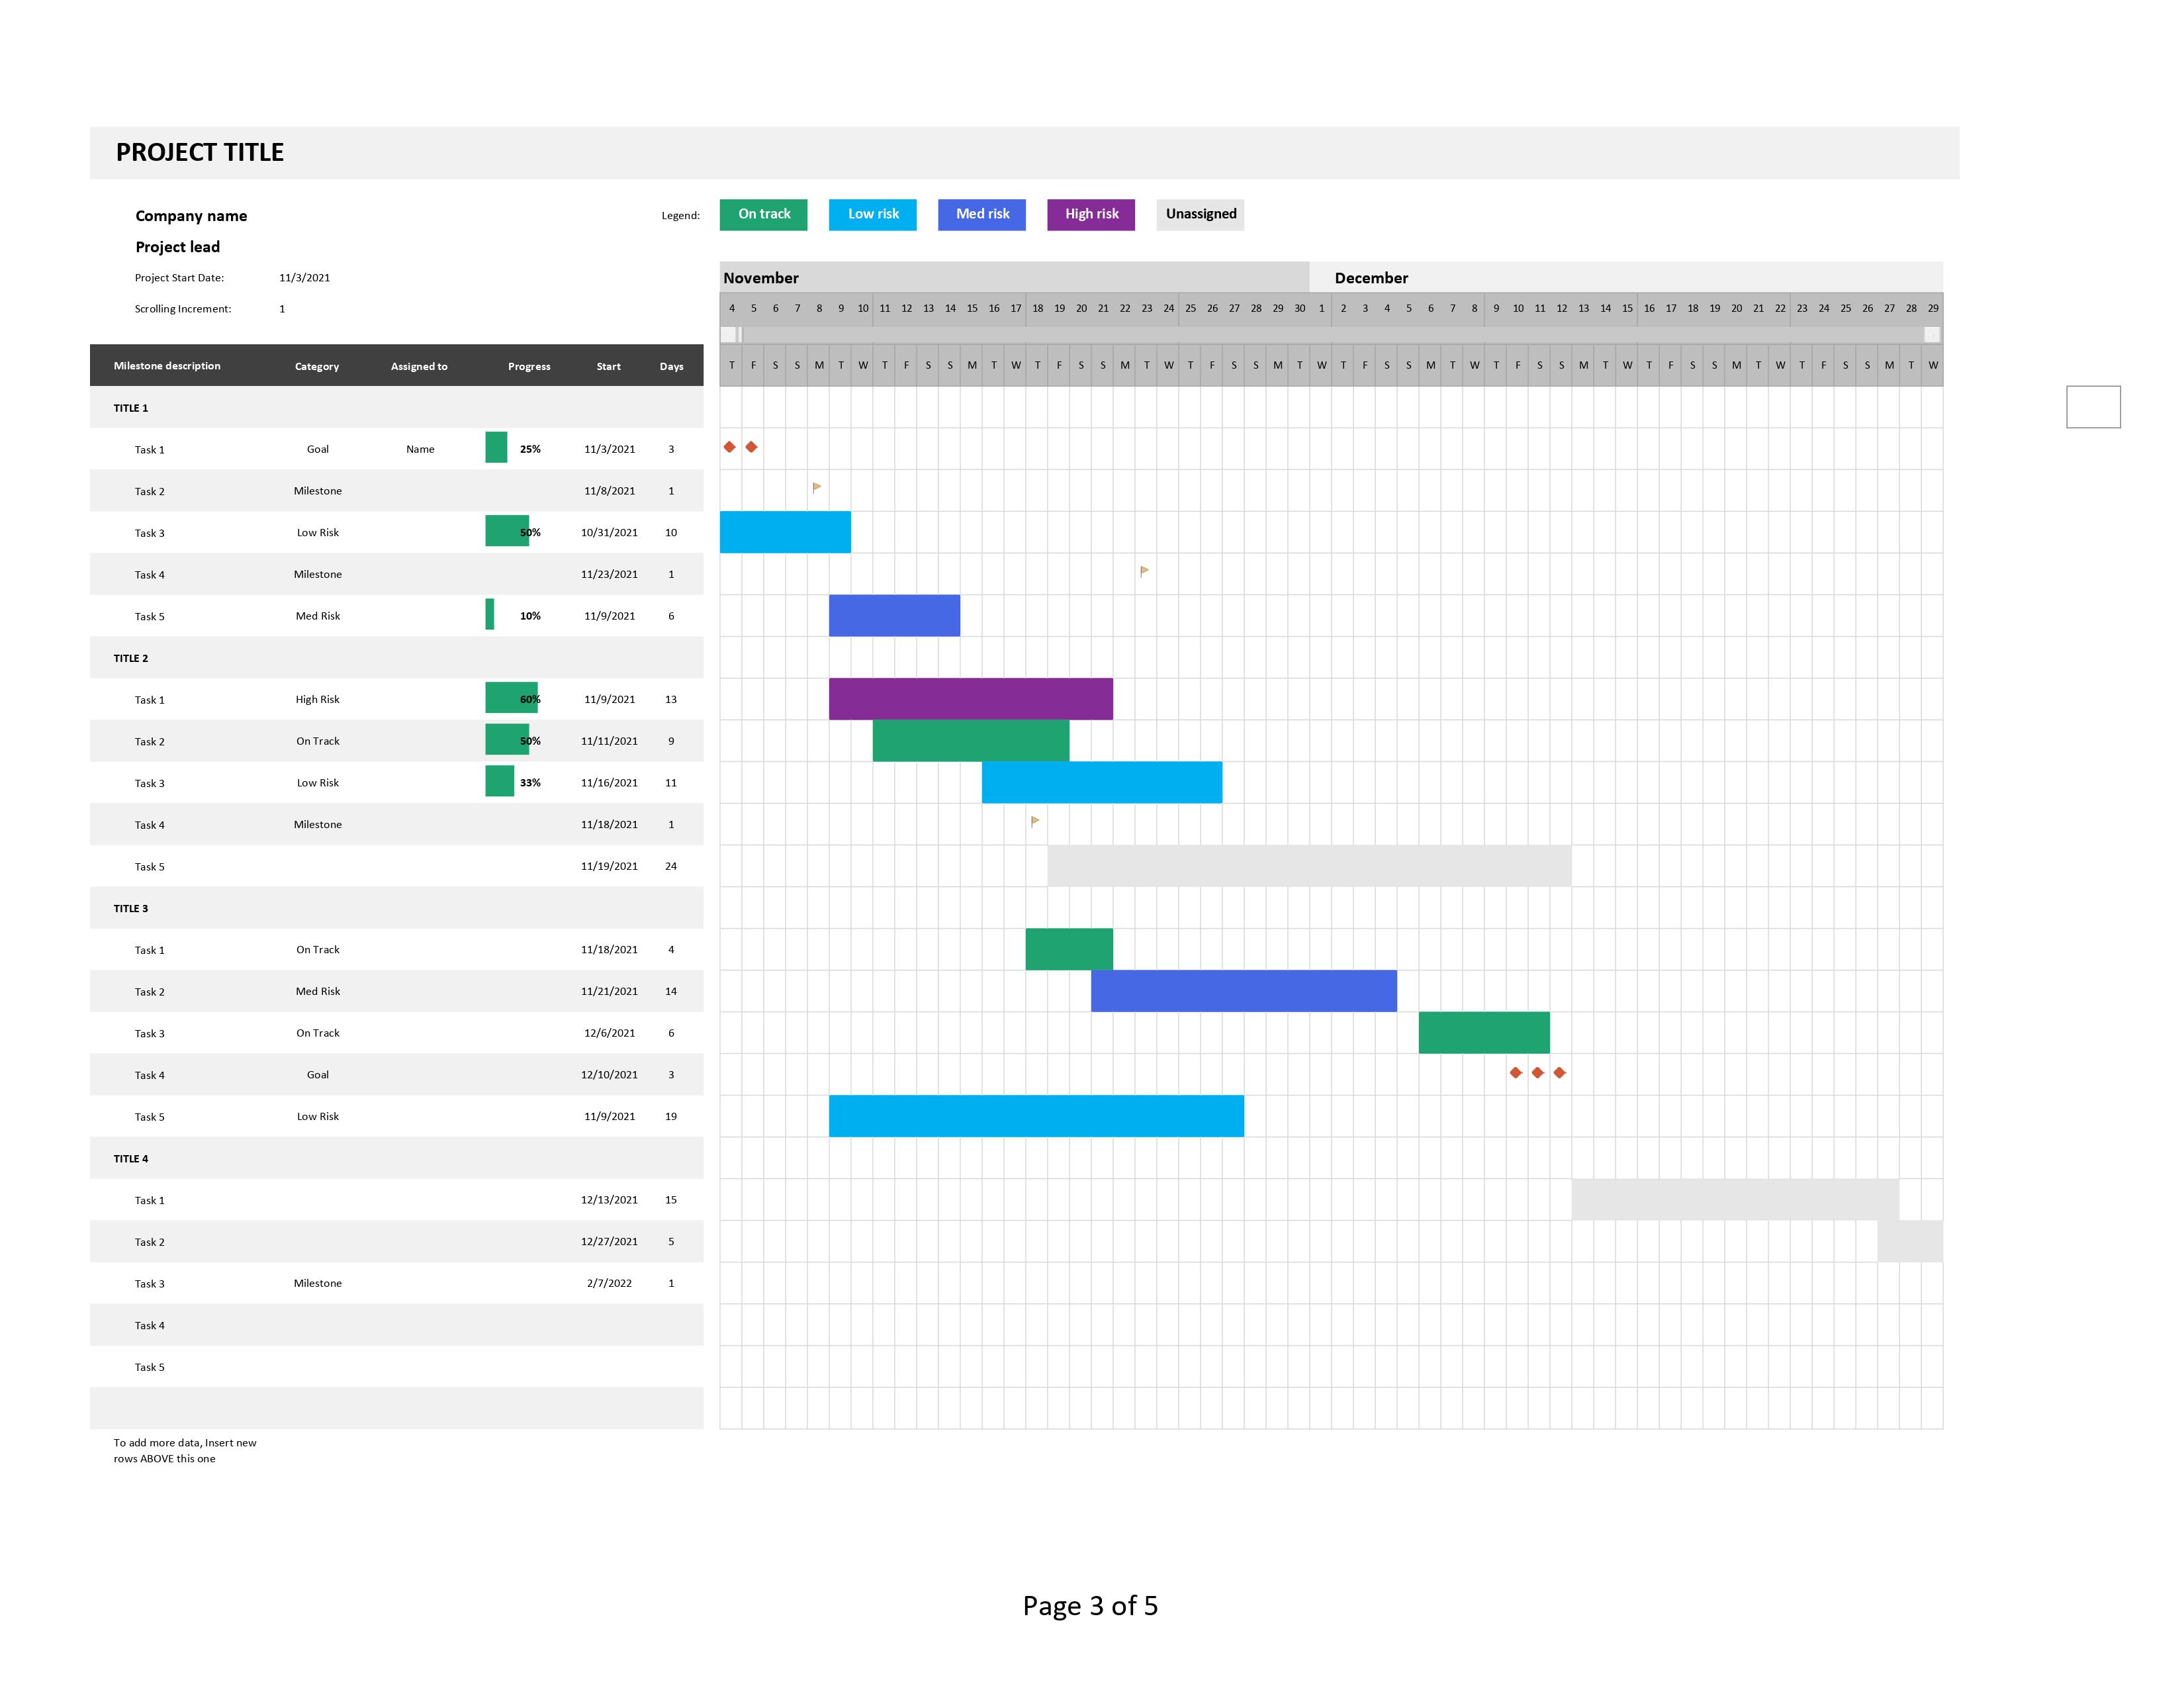 PROJECT TITLE
Company name
Legend: On track Low risk Med risk High risk Unassigned
Project lead
Project Start Date: 11/3/2021
November December
Scrolling Increment: 1
4 5 6 7 8 9 10 11 12 13 14 15 16 17 18 19 20 21 22 23 24 25 26 27 28 29 30 1 2 3 4 5 6 7 8 9 10 11 12 13 14 15 16 17 18 19 20 21 22 23 24 25 26 27 28 29
Milestone description Category Assigned to Progress Start Days
T F S S M T W T F S S M T W T F S S M T W T F S S M T W T F S S M T W T F S S M T W T F S S M T W T F S S M T W
TITLE 1
Task 1 Goal Name 25% 11/3/2021 3
Task 2 Milestone 11/8/2021 1
Task 3 Low Risk 50% 10/31/2021 10
Task 4 Milestone 11/23/2021 1
Task 5 Med Risk 10% 11/9/2021 6
TITLE 2
Task 1 High Risk 60% 11/9/2021 13
Task 2 On Track 50% 11/11/2021 9
Task 3 Low Risk 33% 11/16/2021 11
Task 4 Milestone 11/18/2021 1
Task 5 11/19/2021 24
TITLE 3
Task 1 On Track 11/18/2021 4
Task 2 Med Risk 11/21/2021 14
Task 3 On Track 12/6/2021 6
Task 4 Goal 12/10/2021 3
Task 5 Low Risk 11/9/2021 19
TITLE 4
Task 1 12/13/2021 15
Task 2 12/27/2021 5
Task 3 Milestone 2/7/2022 1
Task 4
Task 5
To add more data, Insert new
rows ABOVE this one
Page 3 of 5